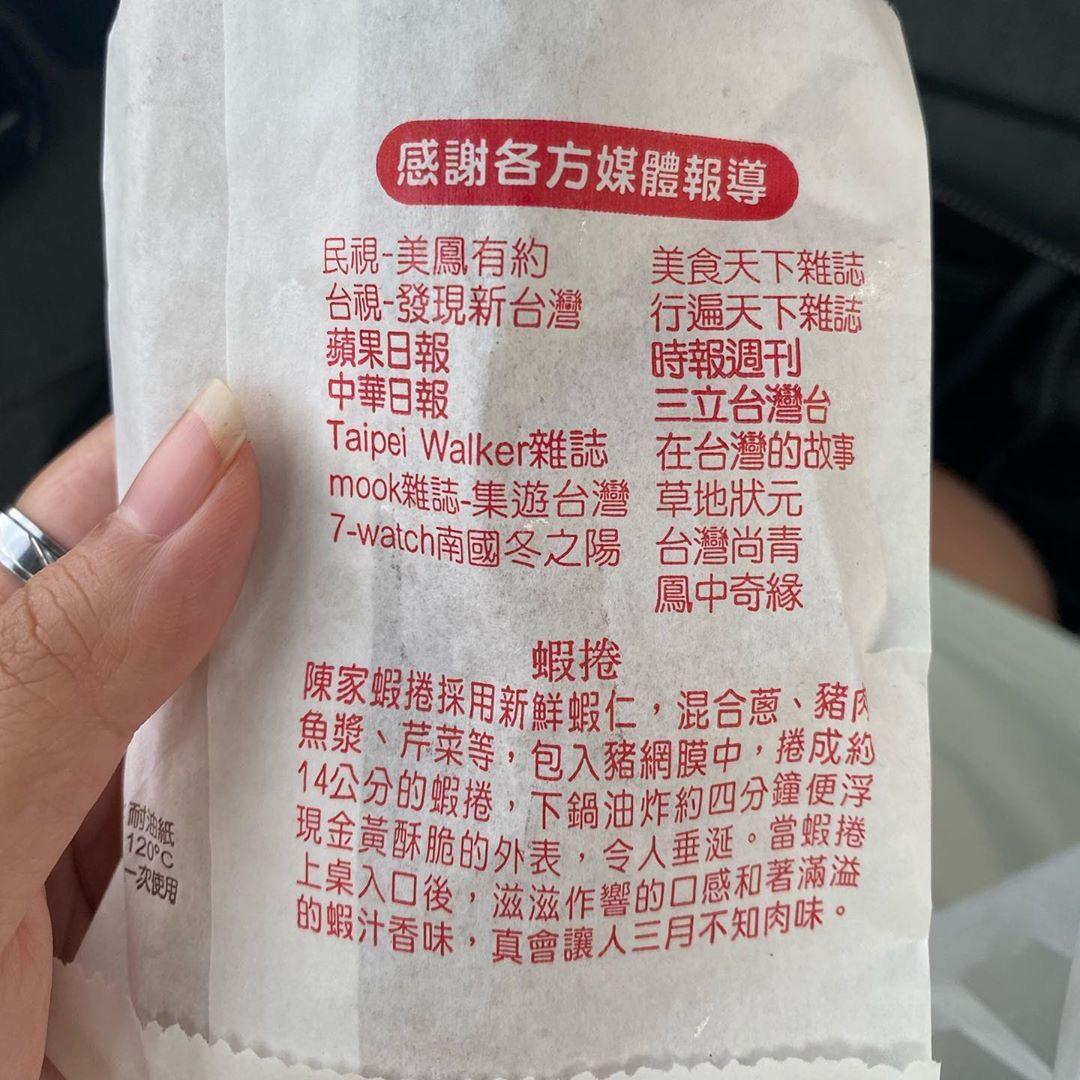 感謝各方媒體報導
民視-美鳳有約
台視-發現新台灣
蘋果日報
中華日報
Taipei Walker雜誌
mook雜誌-集遊台灣
7-watch南國冬之陽
美食天下雜誌
行遍天下雜誌
時報週刊
三立台灣台
在台灣的故事
草地狀元
台灣尚青
鳳中奇緣
蝦捲
陳家蝦捲採用新鮮蝦仁，混合蔥、豬肉
魚漿、芹菜等，包入豬網膜中，捲成約
14公分的蝦捲，下鍋油炸約四分鐘便浮
現金黃酥脆的外表，令人垂涎。當蝦捲
上桌入口後，滋滋作響的口感和著滿溢
的蝦汁香味，真會讓人三月不知肉味。
耐油紙
120°C
一次使用